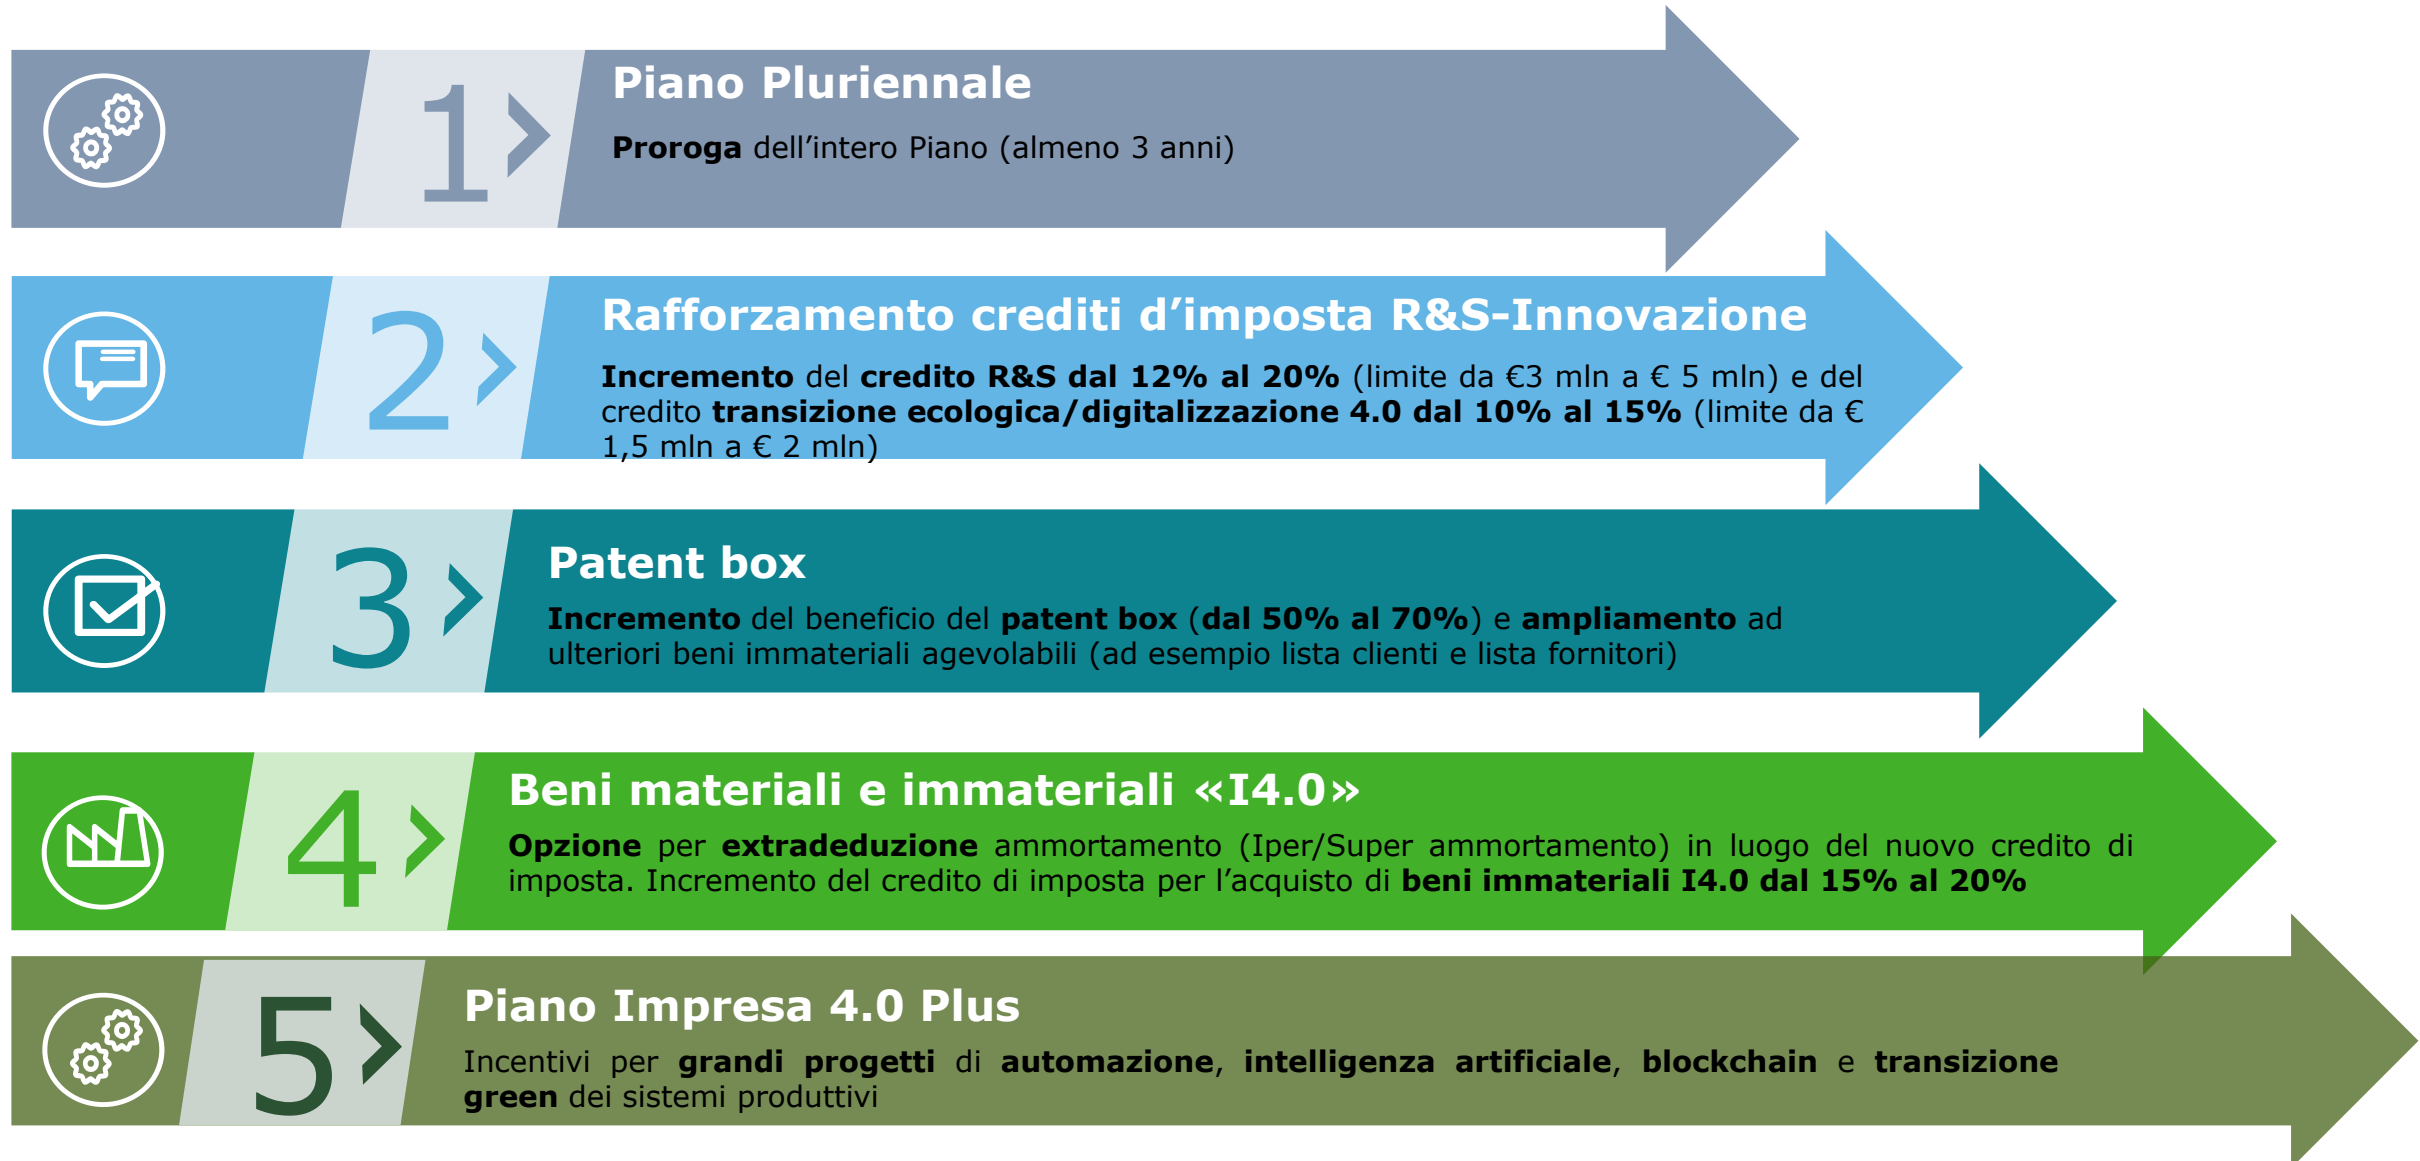 1
Piano Pluriennale
Proroga dell’intero Piano (almeno 3 anni)
2
Rafforzamento crediti d’imposta R&S-Innovazione
Incremento del credito R&S dal 12% al 20% (limite da €3 mln a € 5 mln) e del
credito transizione ecologica/digitalizzazione 4.0 dal 10% al 15% (limite da €
1,5 mln a € 2 mln)
3
Patent box
Incremento del beneficio del patent box (dal 50% al 70%) e ampliamento ad
ulteriori beni immateriali agevolabili (ad esempio lista clienti e lista fornitori)
4
Beni materiali e immateriali «I4.0»
Opzione per extradeduzione ammortamento (Iper/Super ammortamento) in luogo del nuovo credito di
imposta. Incremento del credito di imposta per l’acquisto di beni immateriali I4.0 dal 15% al 20%
5
Piano Impresa 4.0 Plus
Incentivi per grandi progetti di automazione, intelligenza artificiale, blockchain e transizione
green dei sistemi produttivi